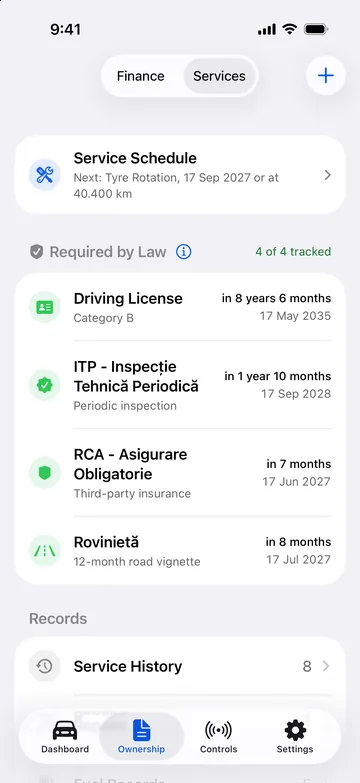 9:41
Finance
Services
Service Schedule
Next: Tyre Rotation, 17 Sep 2027 or at
40.400 km
Required by Law
4 of 4 tracked
Driving License
in 8 years 6 months
Category B
17 May 2035
ITP - Inspecție
Tehnică Periodică
in 1 year 10 months
17 Sep 2028
Periodic inspection
RCA - Asigurare
Obligatorie
in 7 months
17 Jun 2027
Third-party insurance
Rovinietă
in 8 months
12-month road vignette
17 Jul 2027
Records
Service History
8
Dashboard
Ownership
Controls
Settings